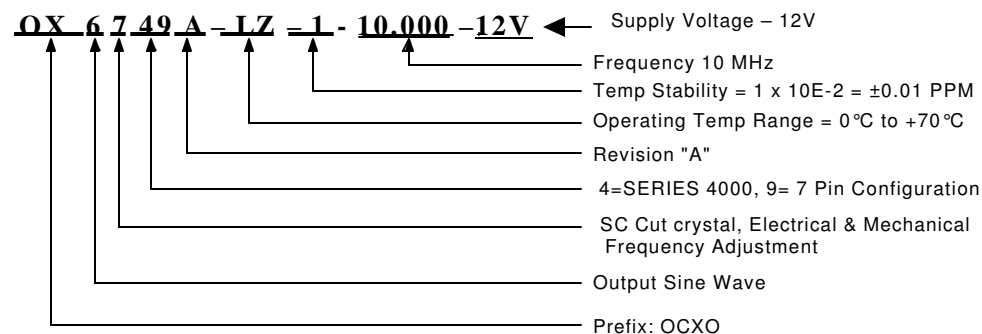 OX 6 7 49 A – LZ – 1 - 10.000 – 12V
Supply Voltage – 12V
Frequency 10 MHz
Temp Stability = 1 x 10E-2 = ±0.01 PPM
Operating Temp Range = 0°C to +70°C
Revision "A"
4=SERIES 4000, 9= 7 Pin Configuration
SC Cut crystal, Electrical & Mechanical
Frequency Adjustment
Output Sine Wave
Prefix: OCXO